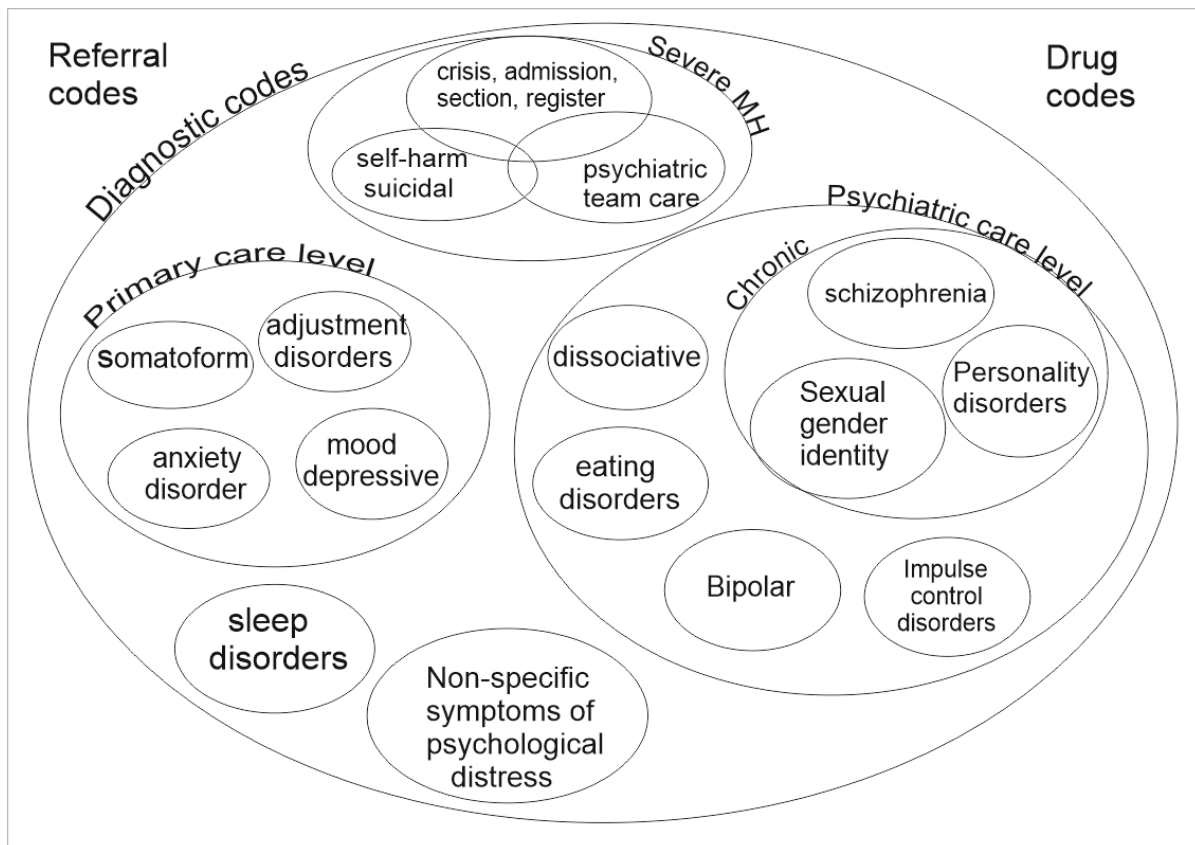 Referral
codes
Drug
codes
Diagnostic codes
Severe MH
crisis, admission,
section, register
self-harm
suicidal
psychiatric
team care
Primary care level
somatoform
adjustment
disorders
anxiety
disorder
mood
depressive
Psychiatric care level
Chronic
schizophrenia
Personality
disorders
Sexual
gender
identity
dissociative
eating
disorders
Bipolar
Impulse
control
disorders
sleep
disorders
Non-specific
symptoms of
psychological
distress